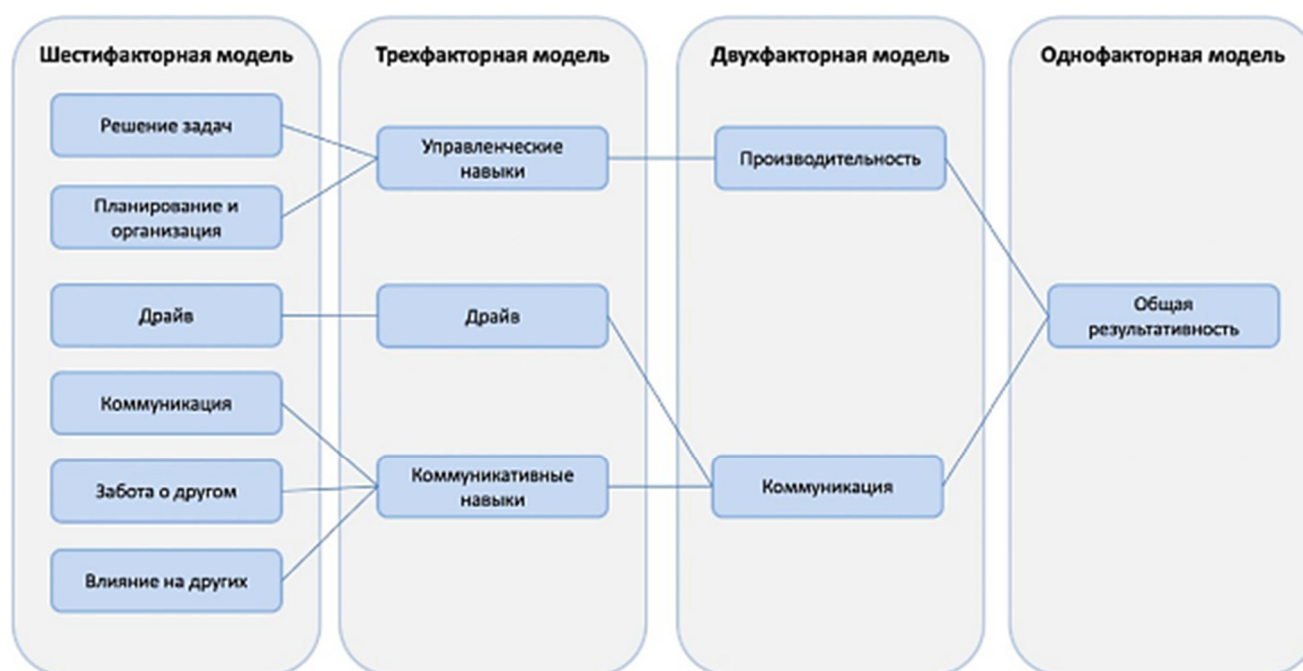 Шестифакторная модель
Решение задач
Планирование и
организация
Драйв
Коммуникация
Забота о другом
Влияние на других
Трехфакторная модель
Управленческие
навыки
Драйв
Коммуникативные
навыки
Двухфакторная модель
Производительность
Коммуникация
Однофакторная модель
Общая
результативность